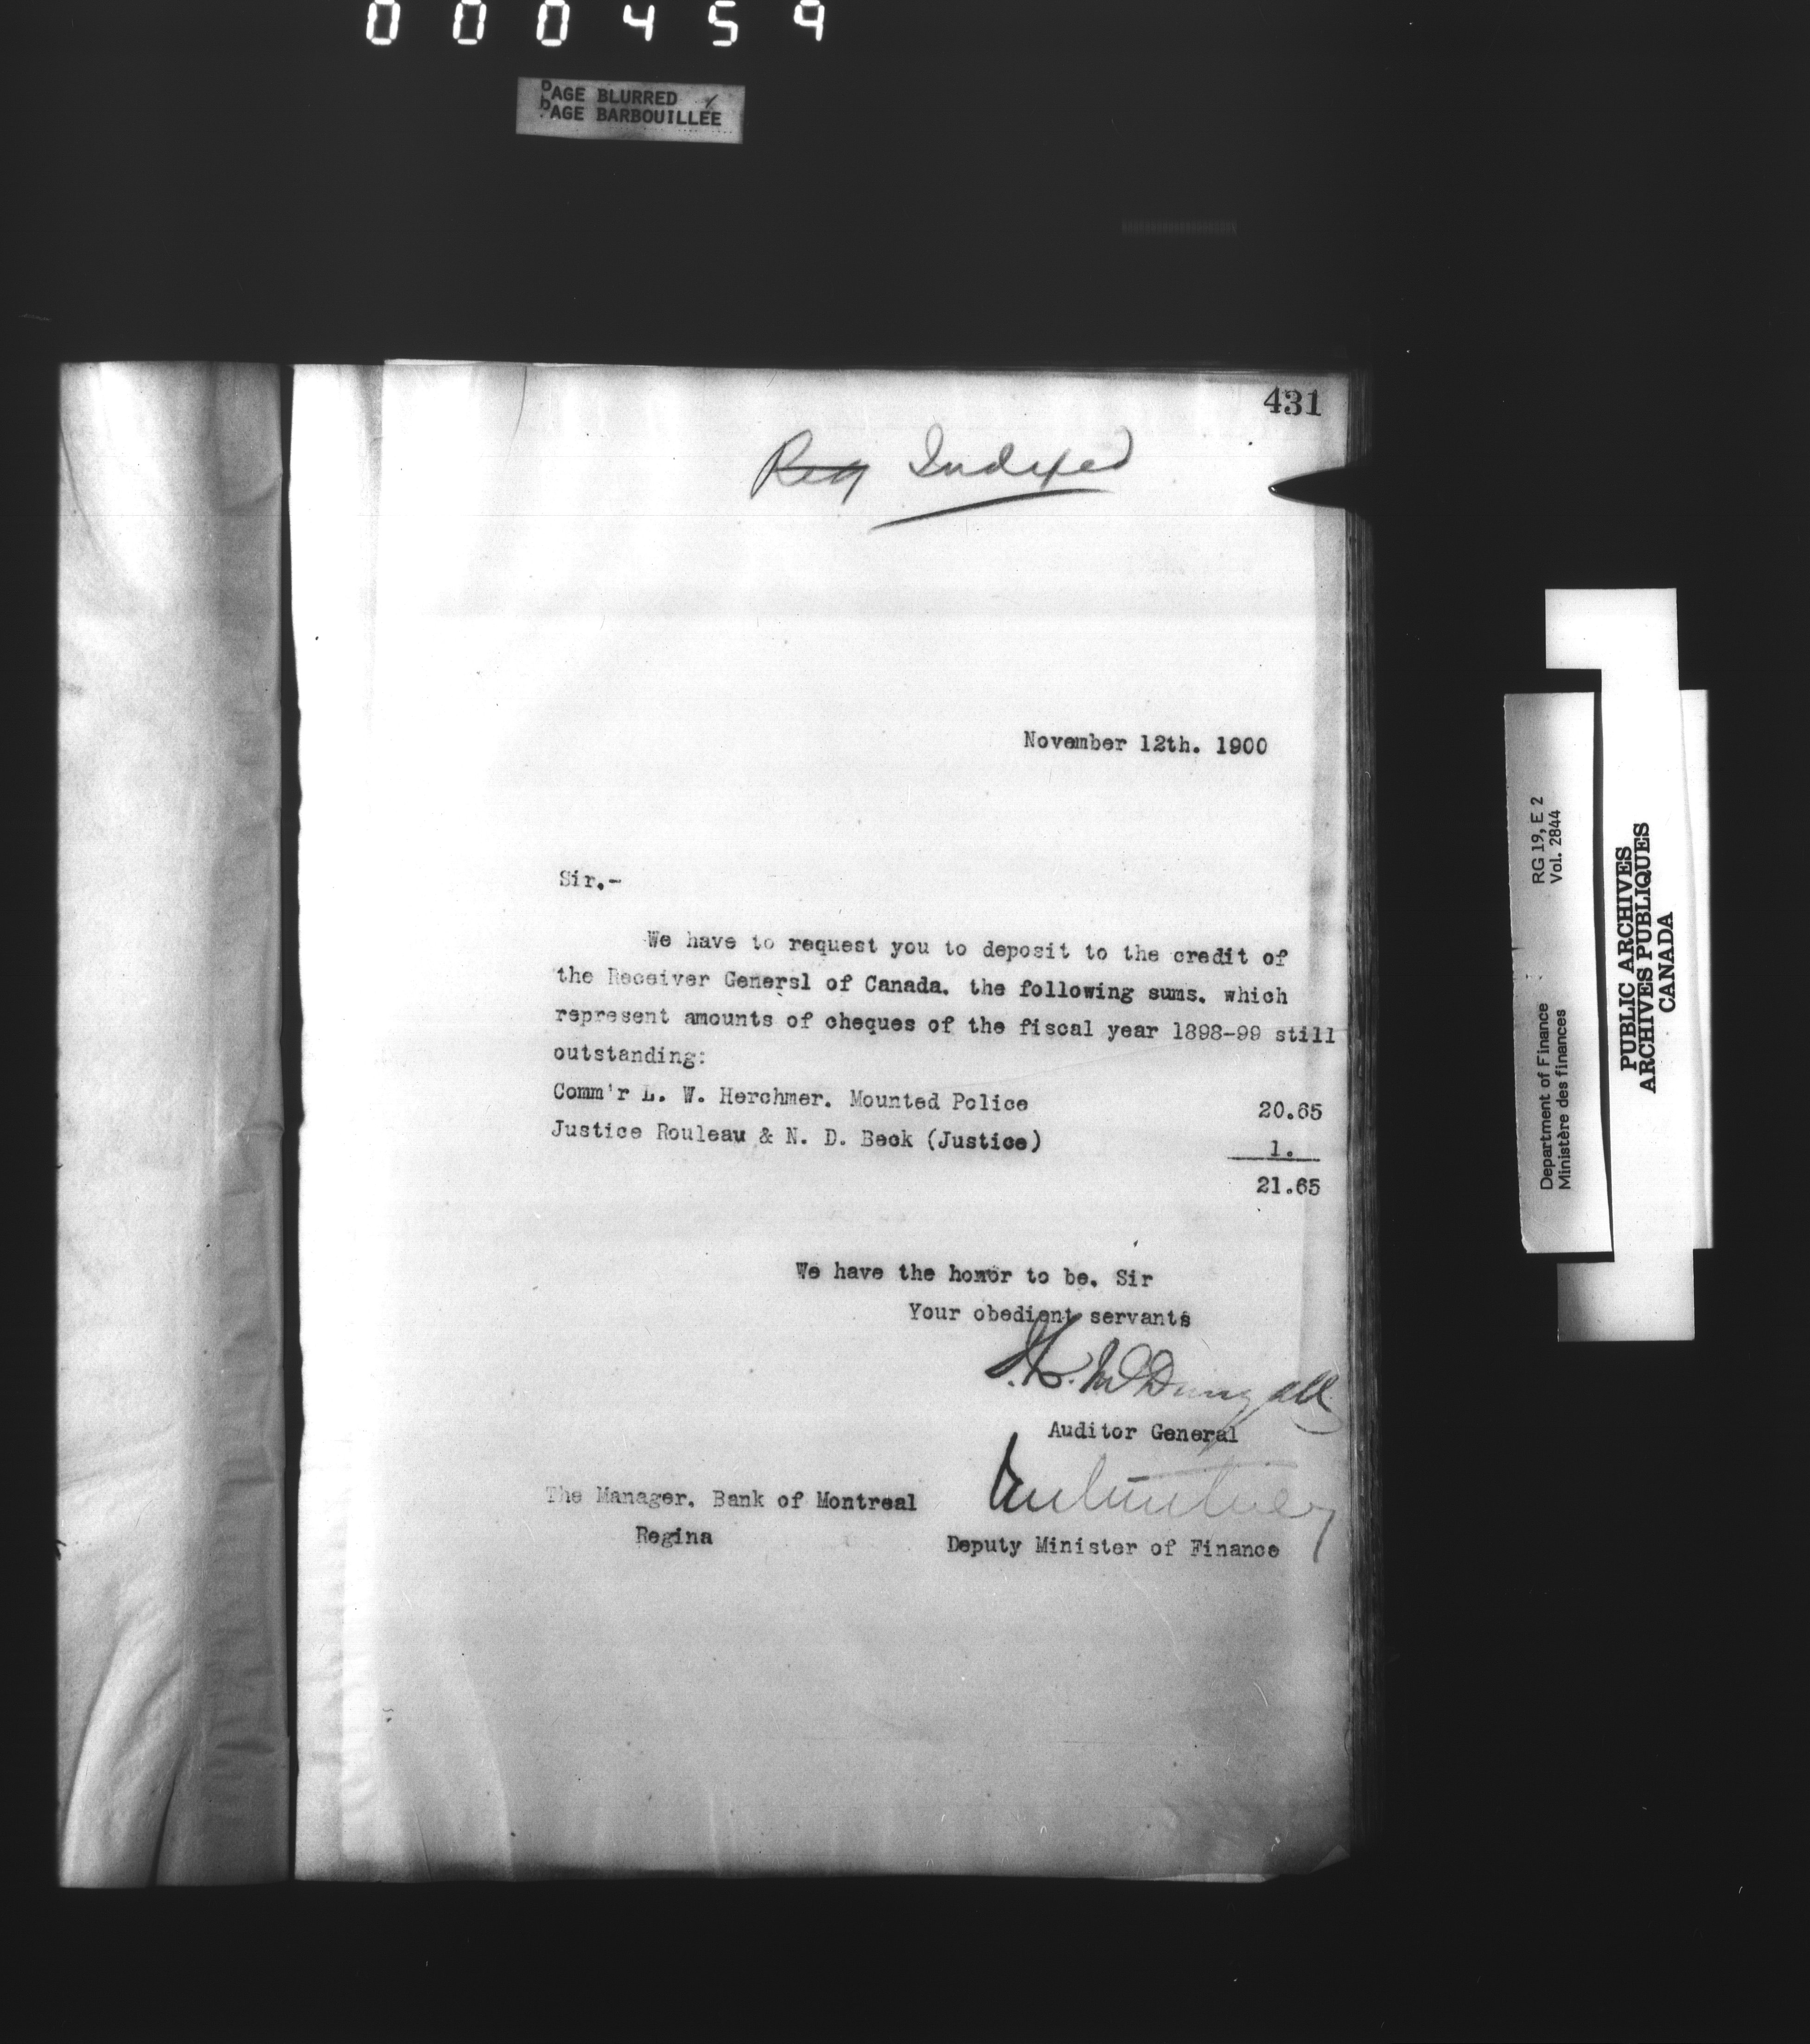 000459
PAGE BLURRED
PAGE BARBOUILLÉE
431
Reg Indexed
November 12th. 1900
Sir.-
We have to request you to deposit to the credit of
the Receiver Genersl of Canada. the following sums. which
represent amounts of cheques of the fiscal year 1898-99 still
outstanding:
Comm'r L. W. Herchmer. Mounted Police 20.65
Justice Rouleau & N. D. Beck (Justice) 1.
21.65
We have the honor to be. Sir
Your obedient servants
Auditor General
The Manager. Bank of Montreal
Regina
Deputy Minister of Finance
Department of Finance RG 19, E 2
Ministère des finances Vol. 2844
PUBLIC ARCHIVES
ARCHIVES PUBLIQUES
CANADA